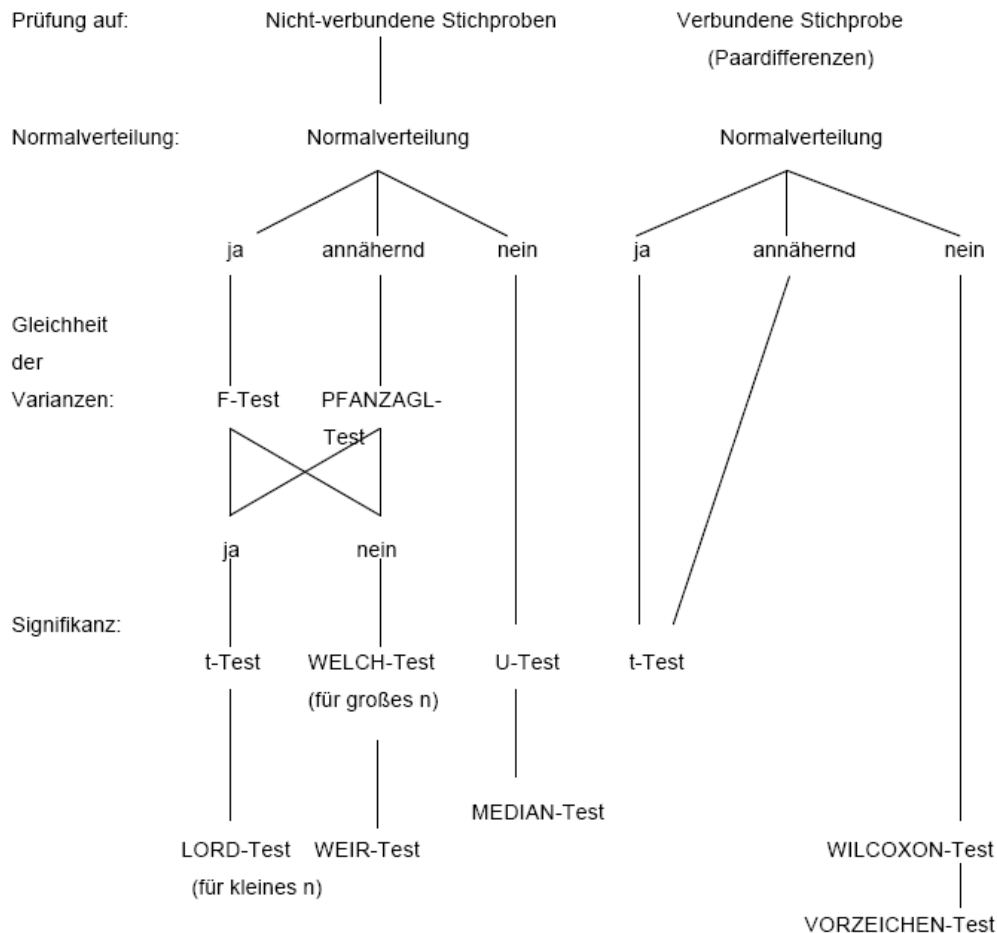 Prüfung auf: Nicht-verbundene Stichproben Verbundene Stichprobe
(Paardifferenzen)
Normalverteilung: Normalverteilung Normalverteilung
ja annähernd nein ja annähernd nein
Gleichheit
der
Varianzen: F-Test PFANZAGL-
Test
ja nein
Signifikanz:
t-Test WELCH-Test U-Test t-Test
(für großes n)
MEDIAN-Test
LORD-Test WEIR-Test WILCOXON-Test
(für kleines n)
VORZEICHEN-Test